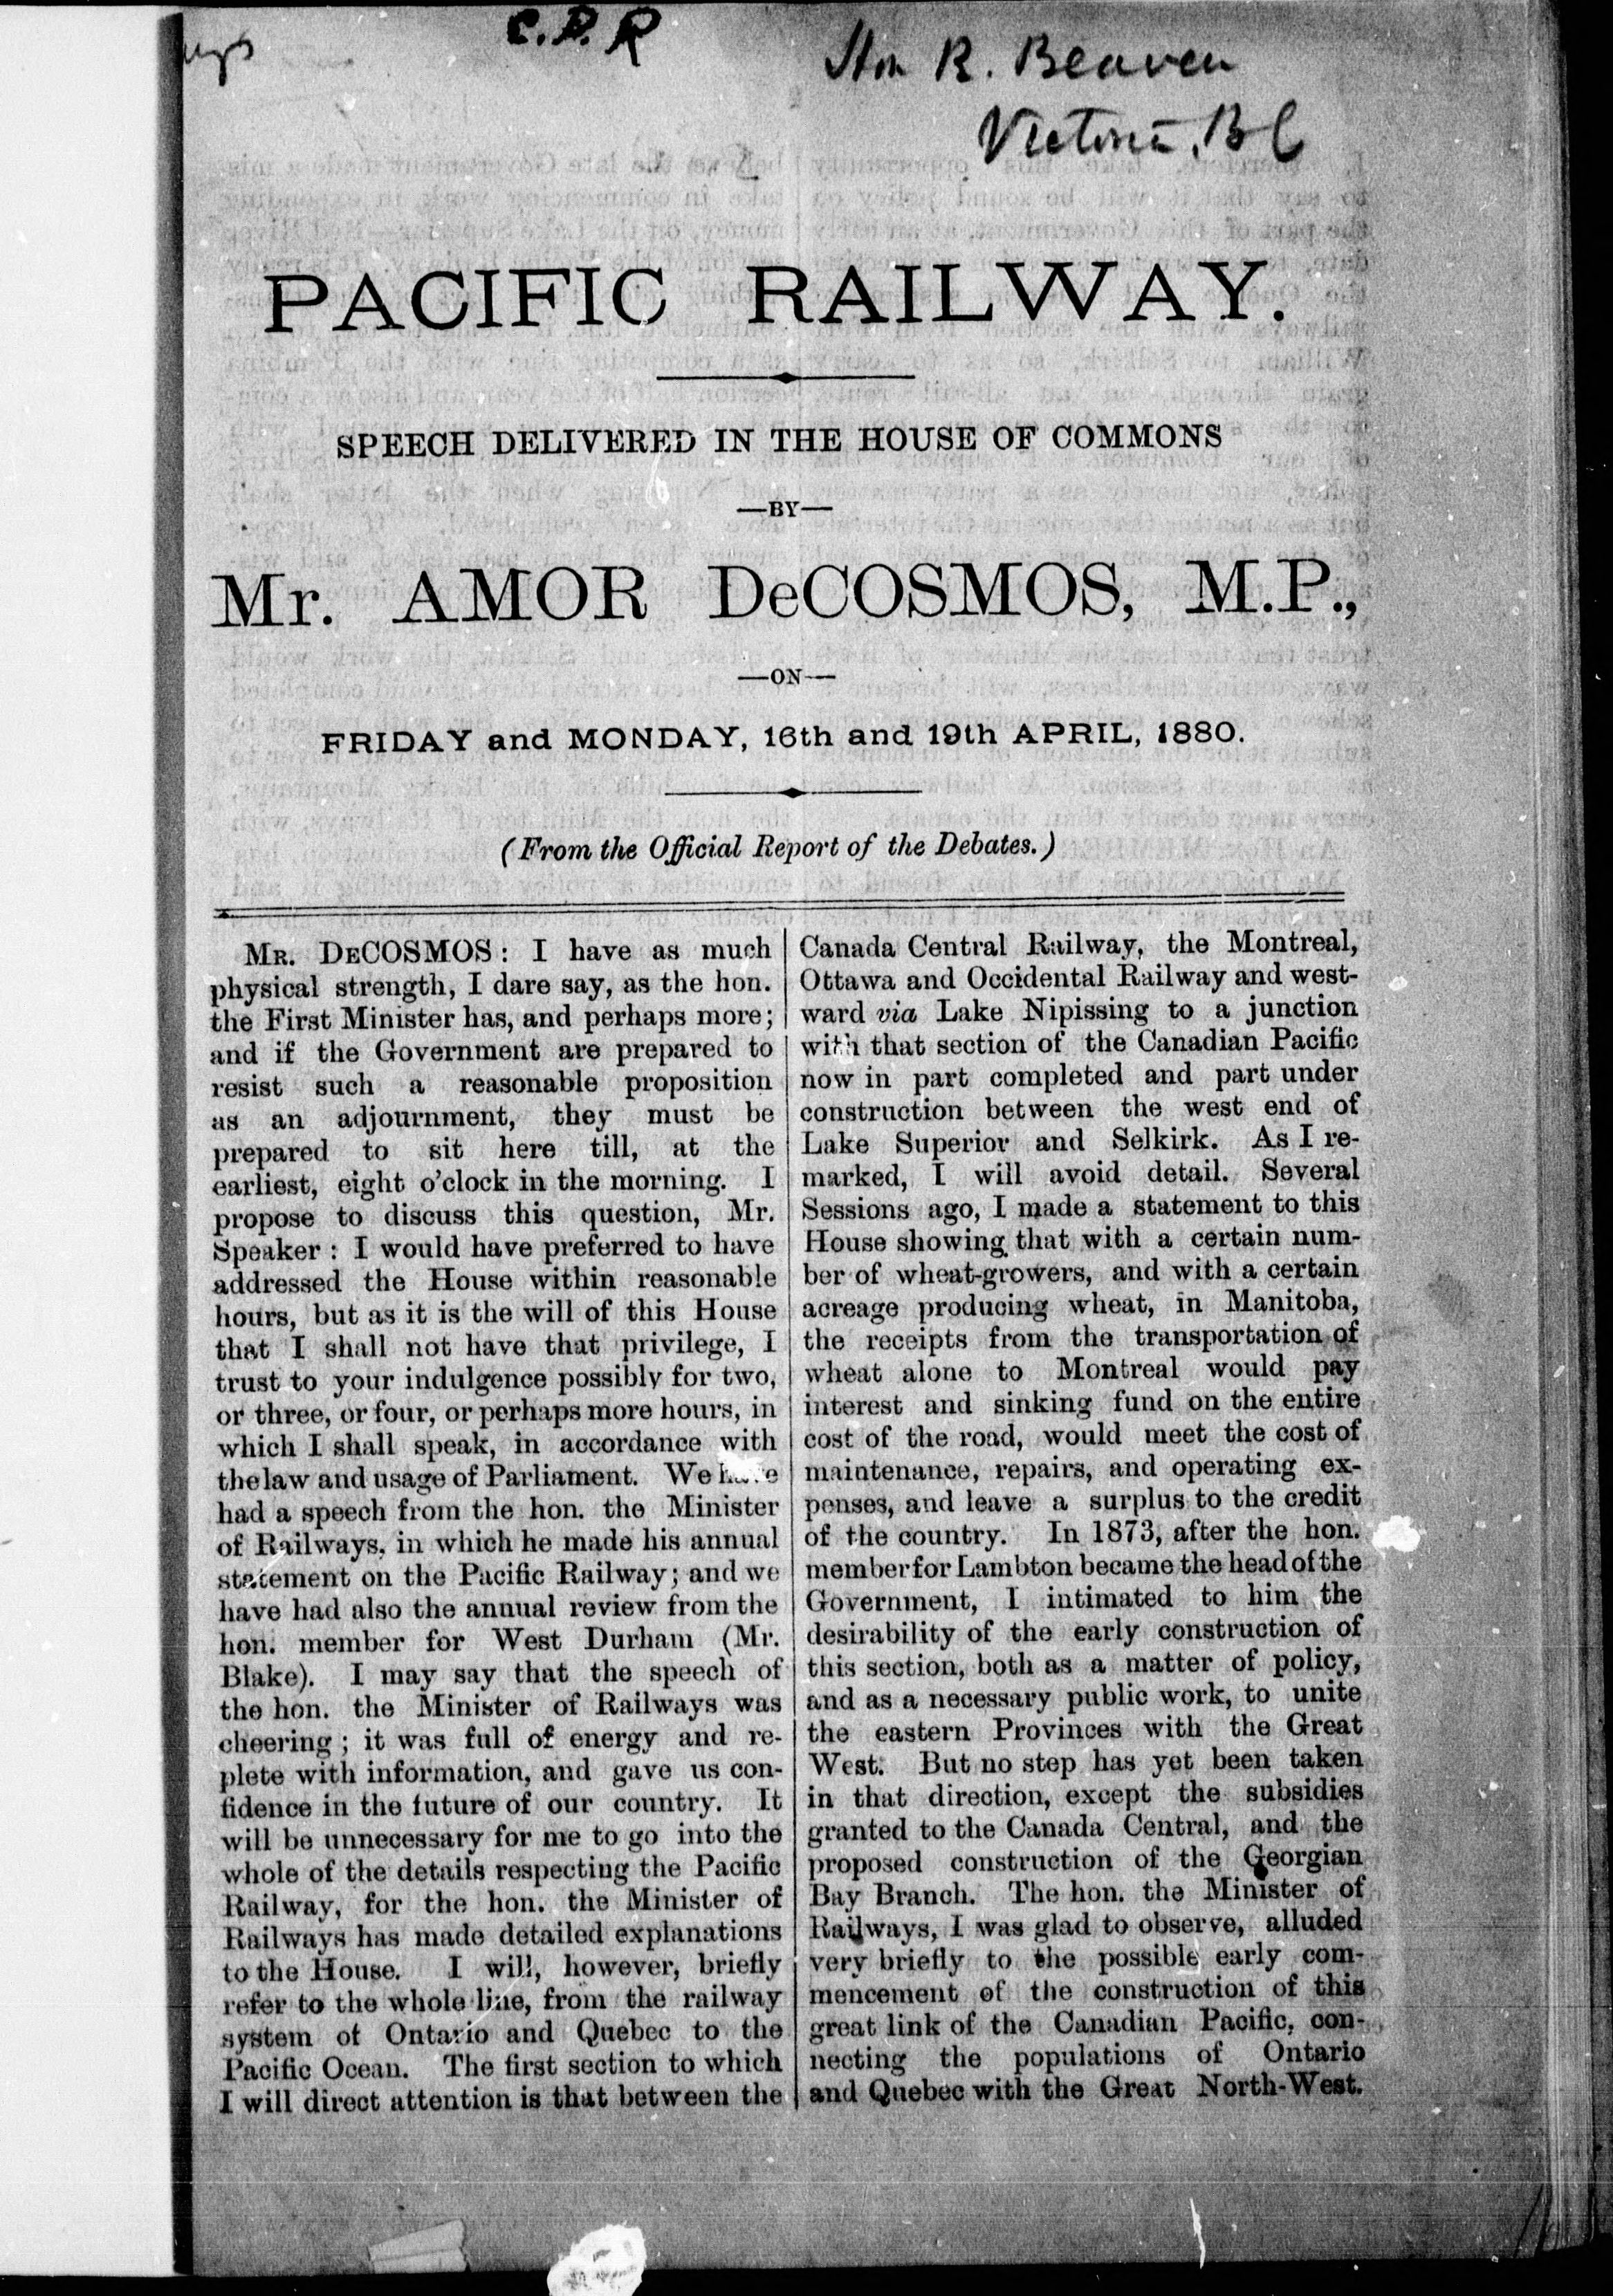 C.P.R
Hon R. Beaven
Victoria, BC
PACIFIC RAILWAY.
SPEECH DELIVERED IN THE HOUSE OF COMMONS
—BY—
Mr. AMOR DeCOSMOS, M.P.,
—ON—
FRIDAY and MONDAY, 16th and 19th APRIL, 1880.
(From the Official Report of the Debates.)
MR. DECOSMOS: I have as much
physical strength, I dare say, as the hon.
the First Minister has, and perhaps more;
and if the Government are prepared to
resist such a reasonable proposition
as an adjournment, they must be
prepared to sit here till, at the
earliest, eight o'clock in the morning. I
propose to discuss this question, Mr.
Speaker: I would have preferred to have
addressed the House within reasonable
hours, but as it is the will of this House
that I shall not have that privilege, I
trust to your indulgence possibly for two,
or three, or four, or perhaps more hours, in
which I shall speak, in accordance with
the law and usage of Parliament. We have
had a speech from the hon. the Minister
of Railways, in which he made his annual
statement on the Pacific Railway; and we
have had also the annual review from the
hon. member for West Durham (Mr.
Blake). I may say that the speech of
the hon. the Minister of Railways was
cheering; it was full of energy and re-
plete with information, and gave us con-
fidence in the future of our country. It
will be unnecessary for me to go into the
whole of the details respecting the Pacific
Railway, for the hon. the Minister of
Railways has made detailed explanations
to the House. I will, however, briefly
refer to the whole line, from the railway
system of Ontario and Quebec to the
Pacific Ocean. The first section to which
I will direct attention is that between the
Canada Central Railway, the Montreal,
Ottawa and Occidental Railway and west-
ward via Lake Nipissing to a junction
with that section of the Canadian Pacific
now in part completed and part under
construction between the west end of
Lake Superior and Selkirk. As I re-
marked, I will avoid detail. Several
Sessions ago, I made a statement to this
House showing that with a certain num-
ber of wheat-growers, and with a certain
acreage producing wheat, in Manitoba,
the receipts from the transportation of
wheat alone to Montreal would pay
interest and sinking fund on the entire
cost of the road, would meet the cost of
maintenance, repairs, and operating ex-
penses, and leave a surplus to the credit
of the country. In 1873, after the hon.
member for Lambton became the head of the
Government, I intimated to him the
desirability of the early construction of
this section, both as a matter of policy,
and as a necessary public work, to unite
the eastern Provinces with the Great
West. But no step has yet been taken
in that direction, except the subsidies
granted to the Canada Central, and the
proposed construction of the Georgian
Bay Branch. The hon. the Minister of
Railways, I was glad to observe, alluded
very briefly to the possible early com-
mencement of the construction of this
great link of the Canadian Pacific, con-
necting the populations of Ontario
and Quebec with the Great North-West.